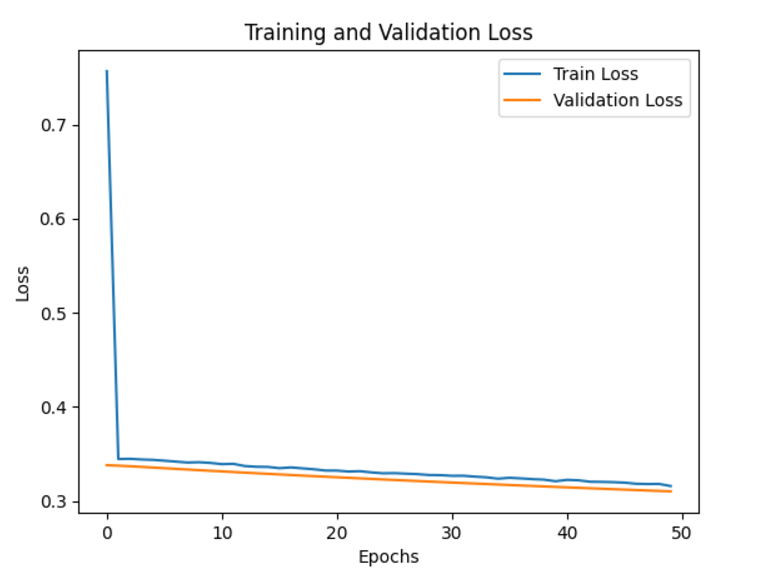 Training and Validation Loss
Train Loss
Validation Loss
0.7
0.6
0.5
0.4
0.3
Loss
0
10
20
30
40
50
Epochs